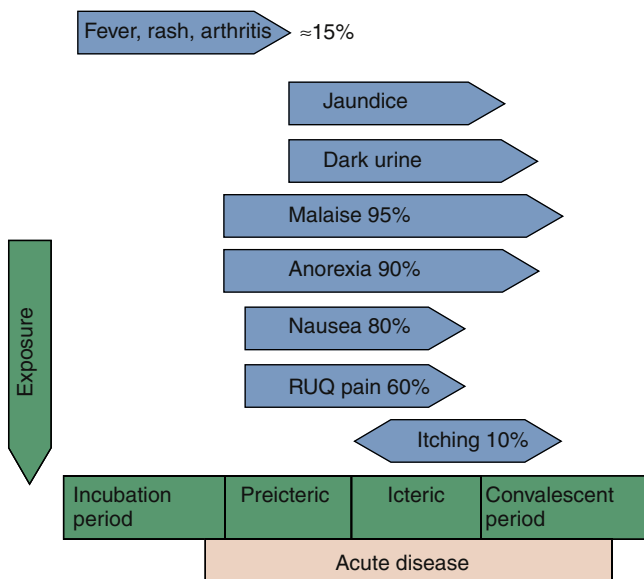 Fever, rash, arthritis ≈15%
Jaundice
Dark urine
Malaise 95%
Anorexia 90%
Nausea 80%
RUQ pain 60%
Itching 10%
Exposure
Incubation
period
Preicteric
Icteric
Convalescent
period
Acute disease